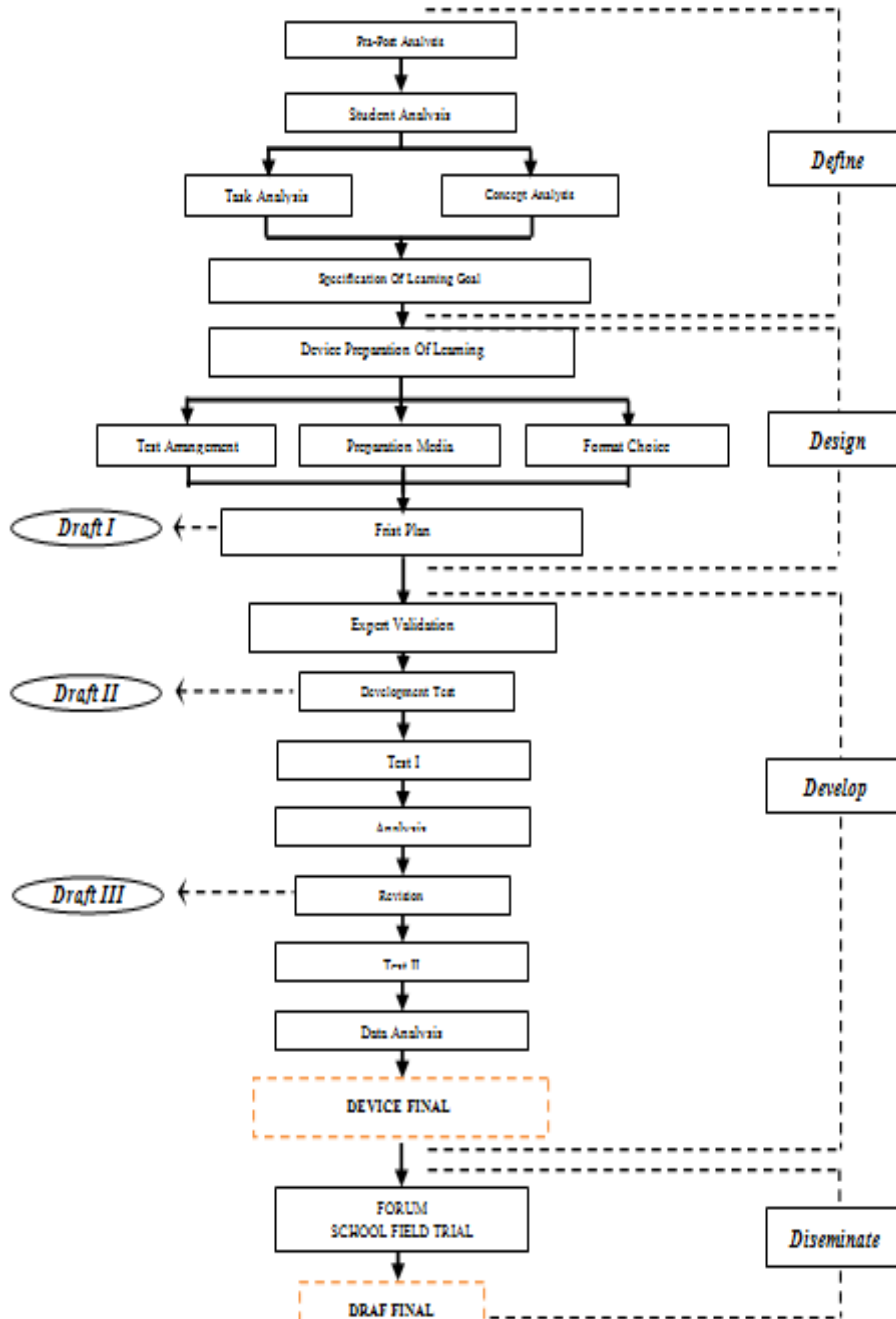 Pra-Post Analysis
Student Analysis
Define
Task Analysis
Concept Analysis
Specification Of Learning Goal
Device Preparation Of Learning
Design
Test Arrangement
Preparation Media
Format Choice
Draft I
Frist Plan
Expert Validation
Draft II
Development Test
Test I
Develop
Analysis
Draft III
Revision
Test II
Data Analysis
DEVICE FINAL
FORUM
SCHOOL FIELD TRIAL
Diseminate
DRAF FINAL